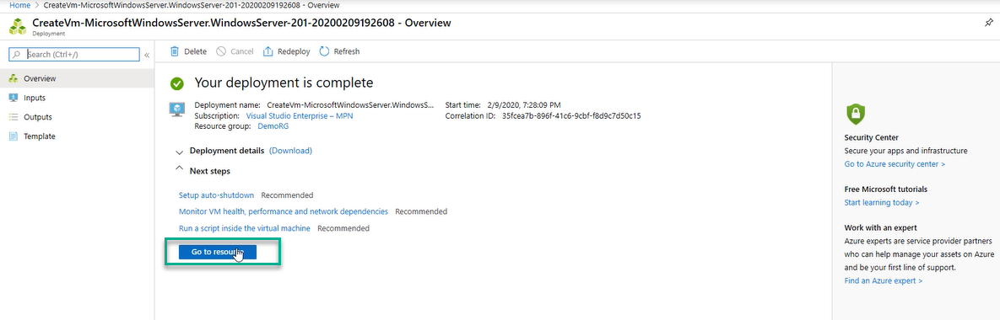 Home > CreateVm-MicrosoftWindowsServer.WindowsServer-201-20200209192608 - Overview
CreateVm-MicrosoftWindowsServer.WindowsServer-201-20200209192608 - Overview
Deployment
Search (Ctrl+/)
«
Delete
Cancel
Redeploy
Refresh
Overview
Inputs
Outputs
Template
Your deployment is complete
Deployment name: CreateVm-MicrosoftWindowsServer.WindowsS...
Subscription: Visual Studio Enterprise – MPN
Resource group: DemoRG
Start time: 2/9/2020, 7:28:09 PM
Correlation ID: 35fcea7b-896f-41c6-9cbf-f8d9c7d50c15
Deployment details (Download)
Next steps
Setup auto-shutdown Recommended
Monitor VM health, performance and network dependencies Recommended
Run a script inside the virtual machine Recommended
Go to resource
Security Center
Secure your apps and infrastructure
Go to Azure security center >
Free Microsoft tutorials
Start learning today >
Work with an expert
Azure experts are service provider partners
who can help manage your assets on Azure
and be your first line of support.
Find an Azure expert >